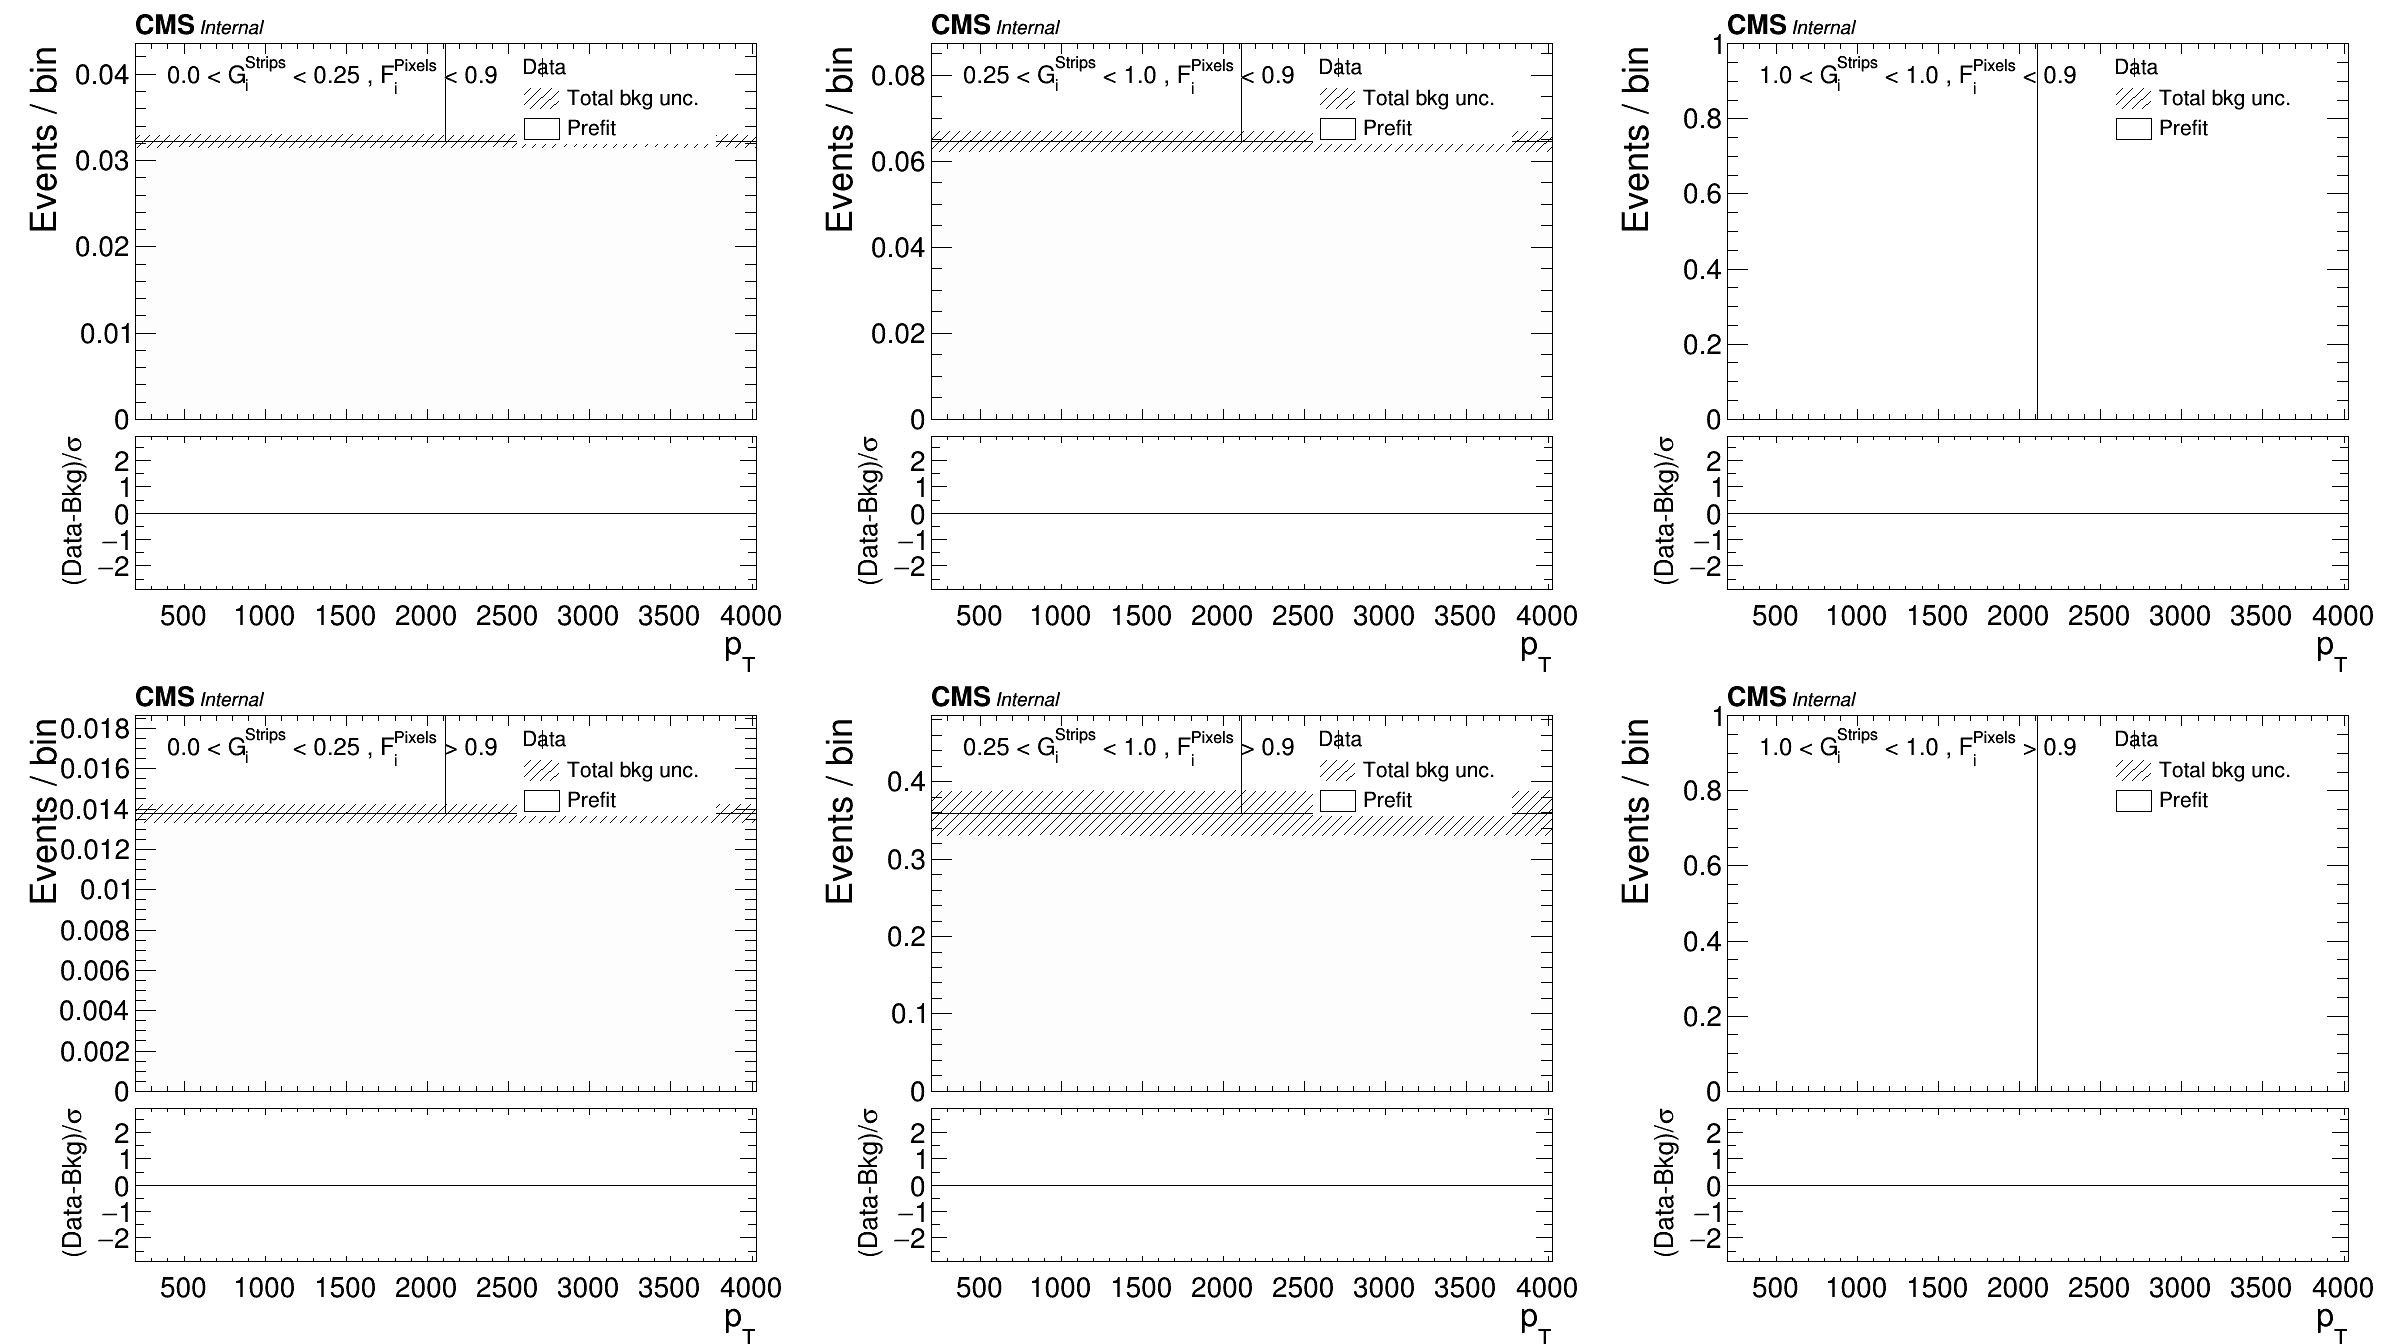 CMS Internal
Events / bin
0.0 < G_i^Strips < 0.25 , F_i^Pixels < 0.9
Data
Total bkg unc.
Prefit
0.04
0.03
0.02
0.01
0
(Data-Bkg)/σ
2
1
0
−1
−2
500 1000 1500 2000 2500 3000 3500 4000
p_T
CMS Internal
Events / bin
0.25 < G_i^Strips < 1.0 , F_i^Pixels < 0.9
Data
Total bkg unc.
Prefit
0.08
0.06
0.04
0.02
0
(Data-Bkg)/σ
2
1
0
−1
−2
500 1000 1500 2000 2500 3000 3500 4000
p_T
CMS Internal
Events / bin
1.0 < G_i^Strips < 1.0 , F_i^Pixels < 0.9
Data
Total bkg unc.
Prefit
1
0.8
0.6
0.4
0.2
0
(Data-Bkg)/σ
2
1
0
−1
−2
500 1000 1500 2000 2500 3000 3500 4000
p_T
CMS Internal
Events / bin
0.0 < G_i^Strips < 0.25 , F_i^Pixels > 0.9
Data
Total bkg unc.
Prefit
0.018
0.016
0.014
0.012
0.01
0.008
0.006
0.004
0.002
0
(Data-Bkg)/σ
2
1
0
−1
−2
500 1000 1500 2000 2500 3000 3500 4000
p_T
CMS Internal
Events / bin
0.25 < G_i^Strips < 1.0 , F_i^Pixels > 0.9
Data
Total bkg unc.
Prefit
0.4
0.3
0.2
0.1
0
(Data-Bkg)/σ
2
1
0
−1
−2
500 1000 1500 2000 2500 3000 3500 4000
p_T
CMS Internal
Events / bin
1.0 < G_i^Strips < 1.0 , F_i^Pixels > 0.9
Data
Total bkg unc.
Prefit
1
0.8
0.6
0.4
0.2
0
(Data-Bkg)/σ
2
1
0
−1
−2
500 1000 1500 2000 2500 3000 3500 4000
p_T